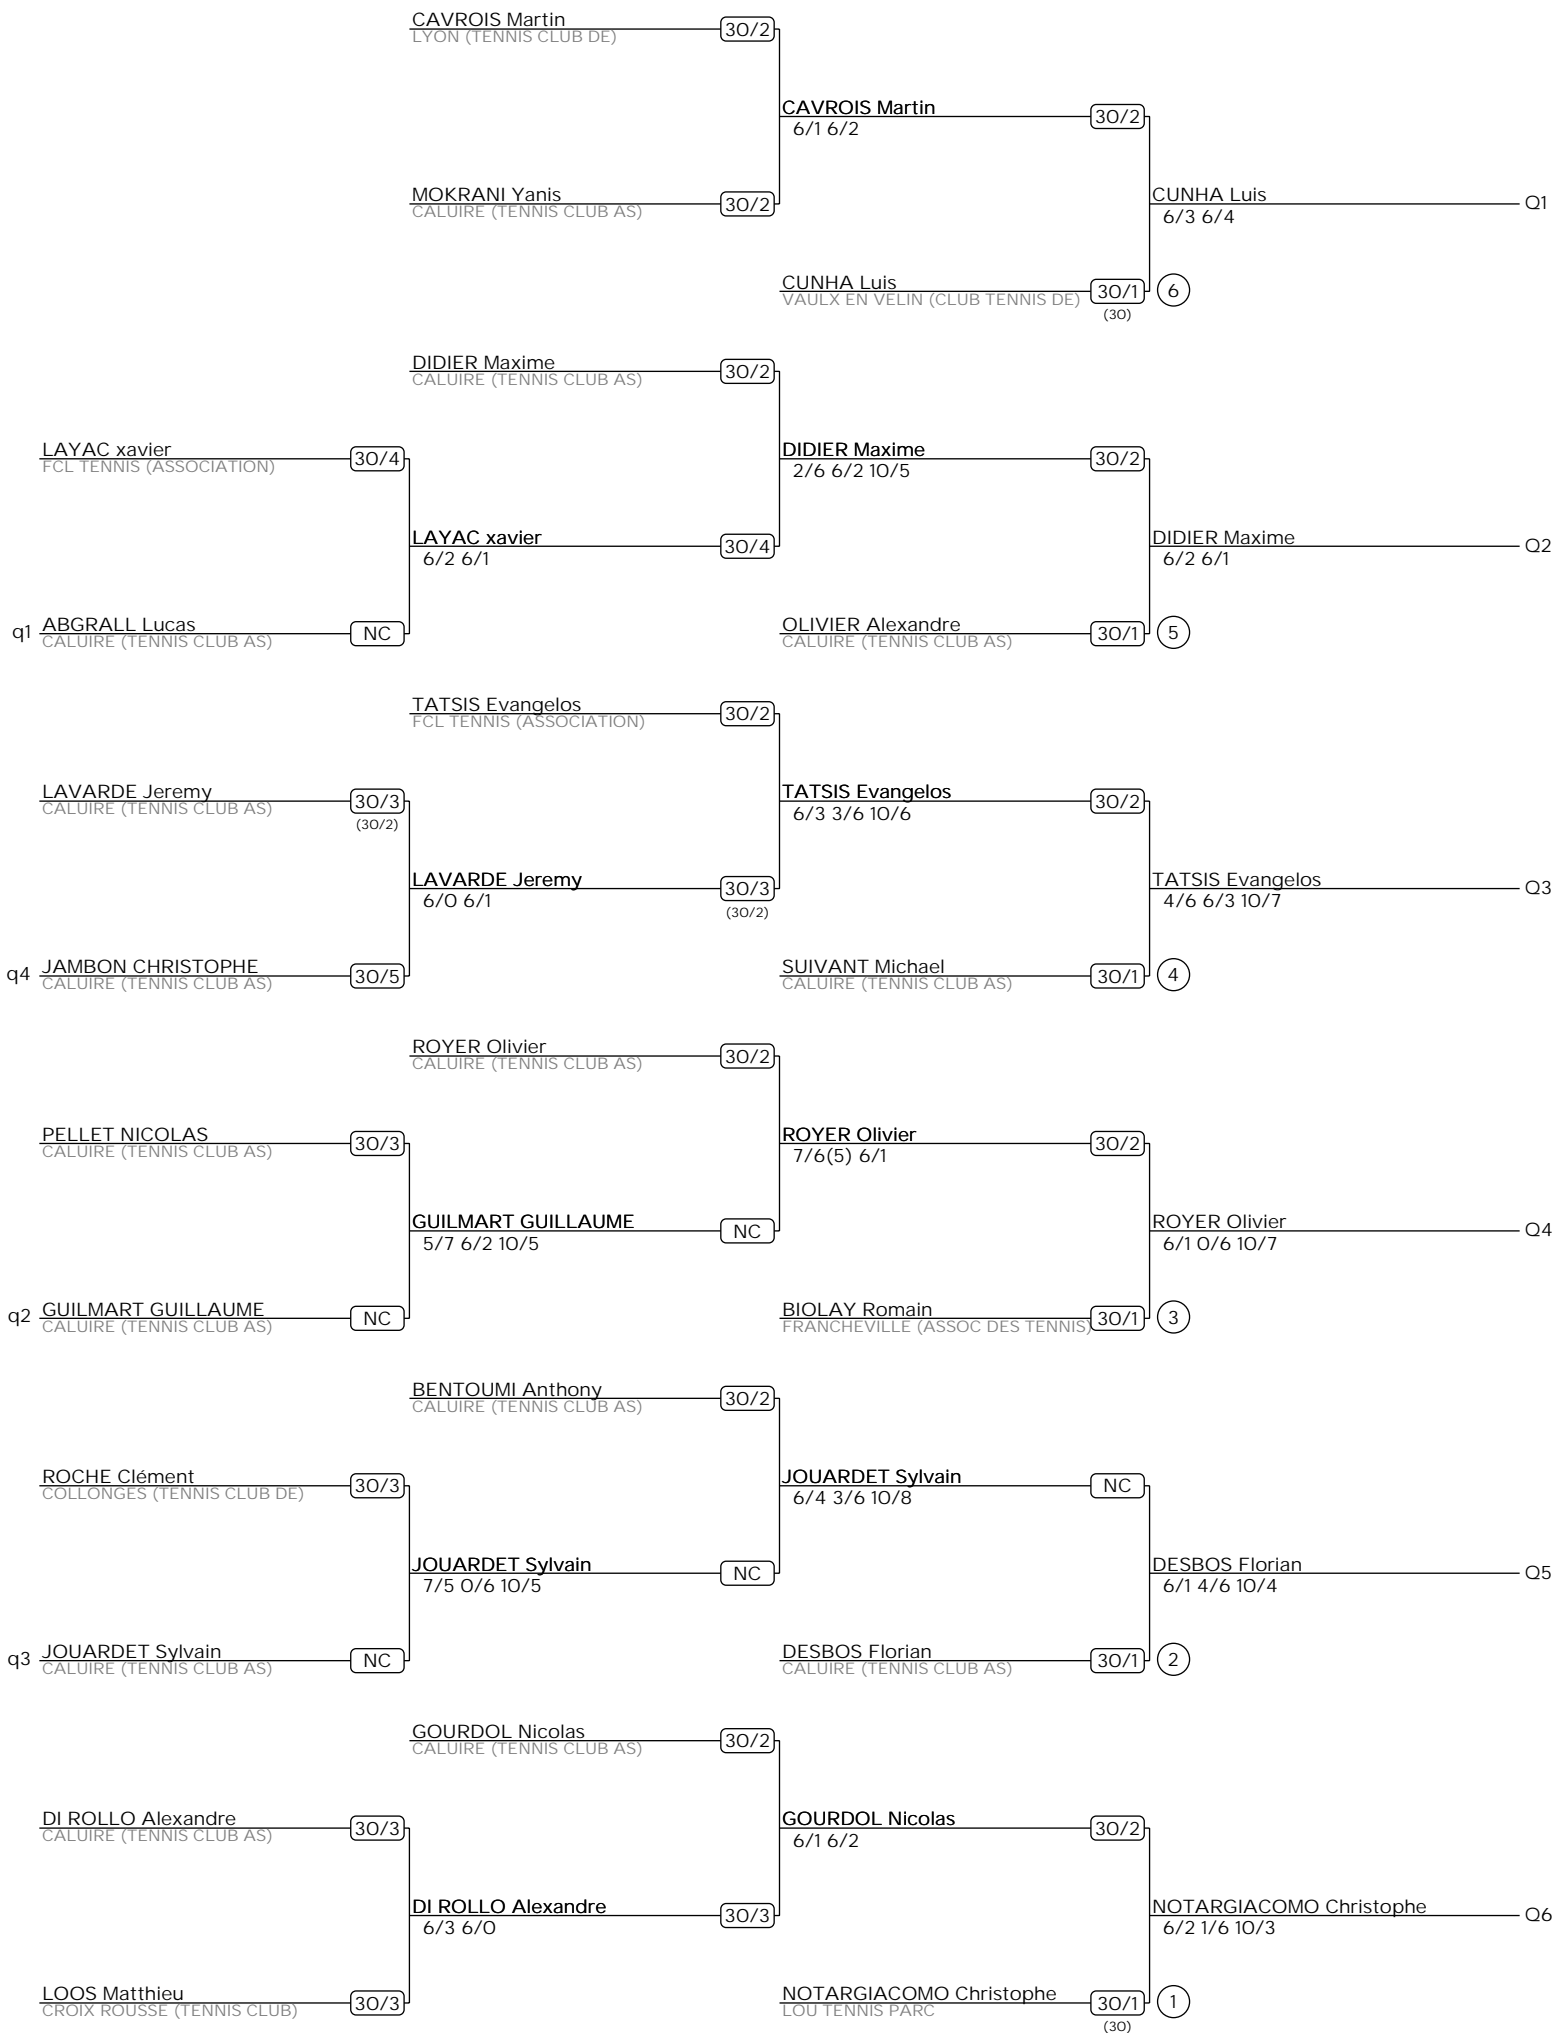 CAVROIS Martin
LYON (TENNIS CLUB DE)
30/2
CAVROIS Martin
6/1 6/2
30/2
MOKRANI Yanis
CALUIRE (TENNIS CLUB AS)
30/2
CUNHA Luis
6/3 6/4
Q1
CUNHA Luis
VAULX EN VELIN (CLUB TENNIS DE)
30/1
(30)
6
DIDIER Maxime
CALUIRE (TENNIS CLUB AS)
30/2
LAYAC xavier
FCL TENNIS (ASSOCIATION)
30/4
DIDIER Maxime
2/6 6/2 10/5
30/2
LAYAC xavier
6/2 6/1
30/4
DIDIER Maxime
6/2 6/1
Q2
q1
ABGRALL Lucas
CALUIRE (TENNIS CLUB AS)
NC
OLIVIER Alexandre
CALUIRE (TENNIS CLUB AS)
30/1
5
TATSIS Evangelos
FCL TENNIS (ASSOCIATION)
30/2
LAVARDE Jeremy
CALUIRE (TENNIS CLUB AS)
30/3
(30/2)
TATSIS Evangelos
6/3 3/6 10/6
30/2
LAVARDE Jeremy
6/0 6/1
30/3
(30/2)
TATSIS Evangelos
4/6 6/3 10/7
Q3
q4
JAMBON CHRISTOPHE
CALUIRE (TENNIS CLUB AS)
30/5
SUIVANT Michael
CALUIRE (TENNIS CLUB AS)
30/1
4
ROYER Olivier
CALUIRE (TENNIS CLUB AS)
30/2
PELLET NICOLAS
CALUIRE (TENNIS CLUB AS)
30/3
ROYER Olivier
7/6(5) 6/1
30/2
GUILMART GUILLAUME
5/7 6/2 10/5
NC
ROYER Olivier
6/1 0/6 10/7
Q4
q2
GUILMART GUILLAUME
CALUIRE (TENNIS CLUB AS)
NC
BIOLAY Romain
FRANCHEVILLE (ASSOC DES TENNIS)
30/1
3
BENTOUMI Anthony
CALUIRE (TENNIS CLUB AS)
30/2
ROCHE Clément
COLLONGES (TENNIS CLUB DE)
30/3
JOUARDET Sylvain
6/4 3/6 10/8
NC
JOUARDET Sylvain
7/5 0/6 10/5
NC
DESBOS Florian
6/1 4/6 10/4
Q5
q3
JOUARDET Sylvain
CALUIRE (TENNIS CLUB AS)
NC
DESBOS Florian
CALUIRE (TENNIS CLUB AS)
30/1
2
GOURDOL Nicolas
CALUIRE (TENNIS CLUB AS)
30/2
DI ROLLO Alexandre
CALUIRE (TENNIS CLUB AS)
30/3
GOURDOL Nicolas
6/1 6/2
30/2
DI ROLLO Alexandre
6/3 6/0
30/3
NOTARGIACOMO Christophe
6/2 1/6 10/3
Q6
LOOS Matthieu
CROIX ROUSSE (TENNIS CLUB)
30/3
NOTARGIACOMO Christophe
LOU TENNIS PARC
30/1
(30)
1